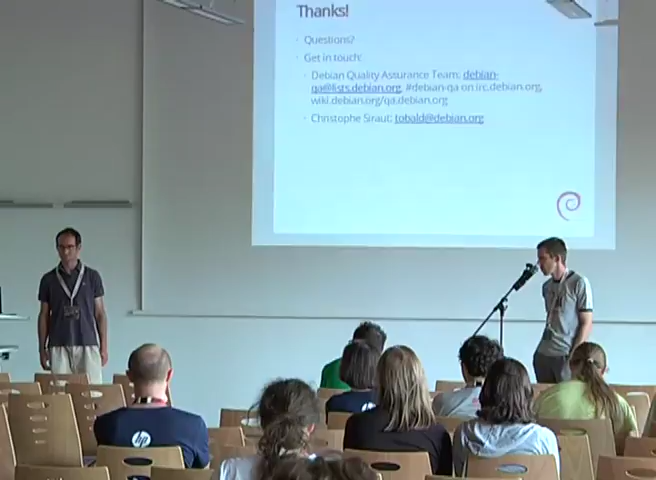 Thanks!
Questions?
Get in touch:
Debian Quality Assurance Team: debian-
qa@lists.debian.org, #debian-qa on irc.debian.org,
wiki.debian.org/qa.debian.org
Christophe Siraut: tobald@debian.org
hp